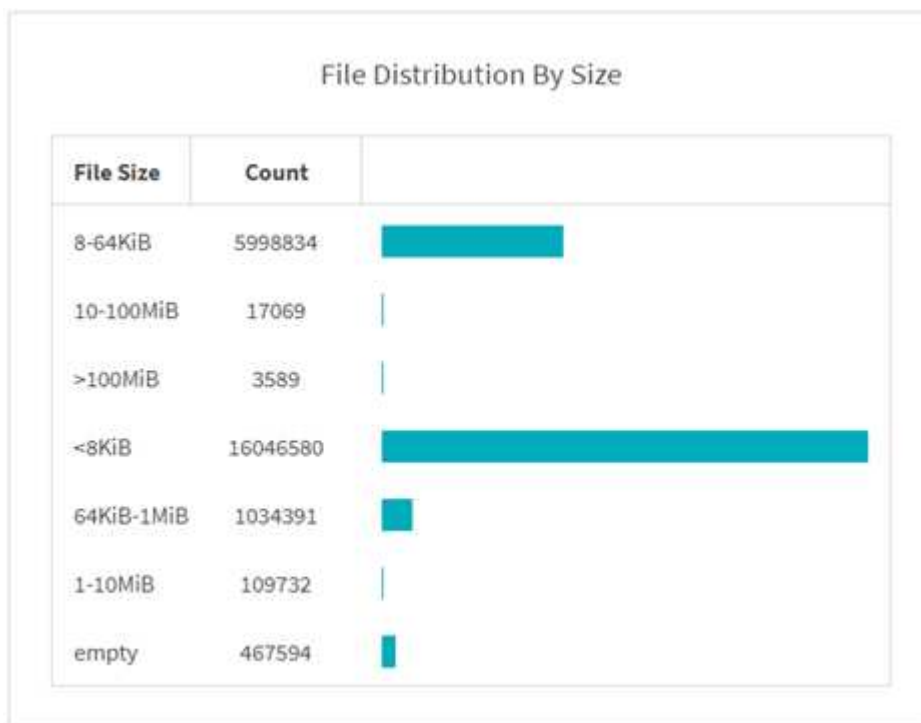 File Distribution By Size
File Size Count
8-64KiB 5998834
10-100MiB 17069
>100MiB 3589
<8KiB 16046580
64KiB-1MiB 1034391
1-10MiB 109732
empty 467594